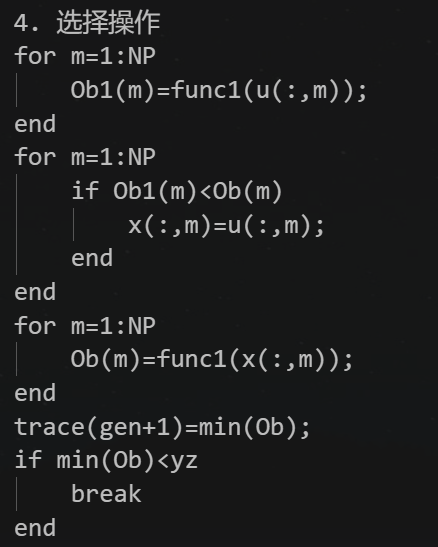 4. 选择操作
for m=1:NP
    Ob1(m)=func1(u(:,m));
end
for m=1:NP
    if Ob1(m)<Ob(m)
        x(:,m)=u(:,m);
    end
end
for m=1:NP
    Ob(m)=func1(x(:,m));
end
trace(gen+1)=min(Ob);
if min(Ob)<yz
    break
end